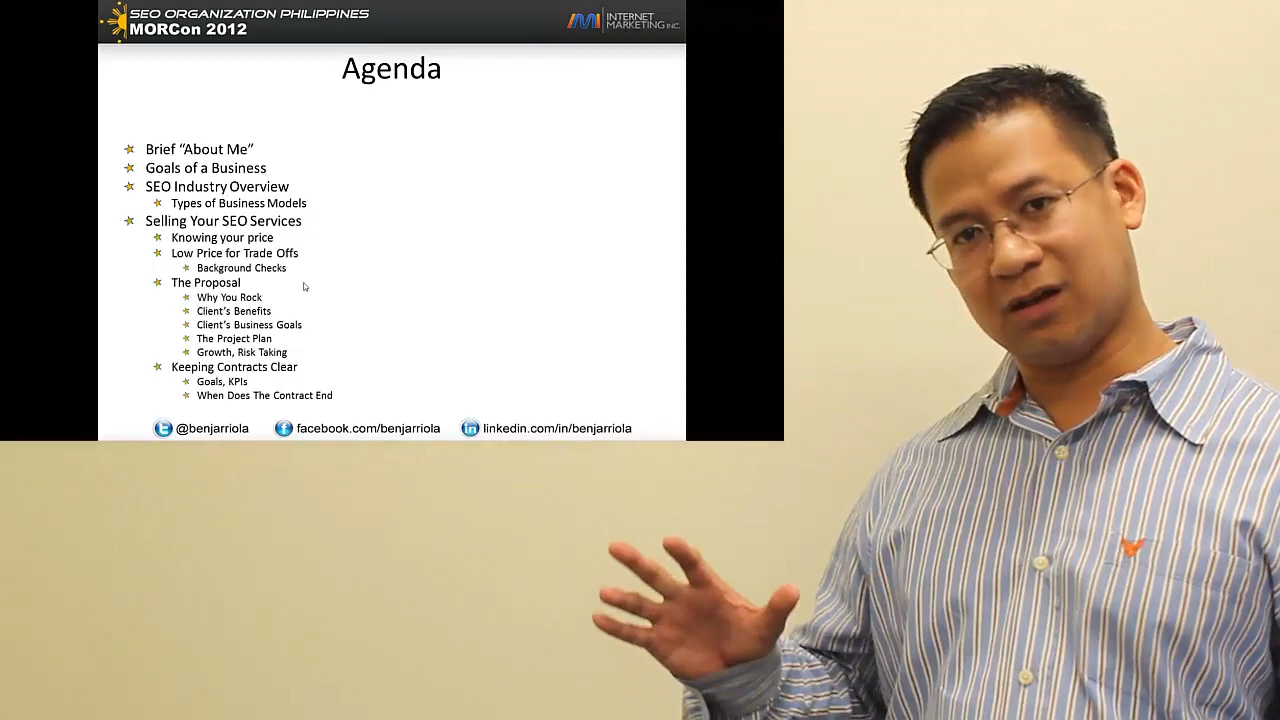 SEO ORGANIZATION PHILIPPINES
MORCon 2012
INTERNET
MARKETING INC.
Agenda
Brief “About Me”
Goals of a Business
SEO Industry Overview
Types of Business Models
Selling Your SEO Services
Knowing your price
Low Price for Trade Offs
Background Checks
The Proposal
Why You Rock
Client’s Benefits
Client’s Business Goals
The Project Plan
Growth, Risk Taking
Keeping Contracts Clear
Goals, KPIs
When Does The Contract End
@benjarriola
facebook.com/benjarriola
linkedin.com/in/benjarriola